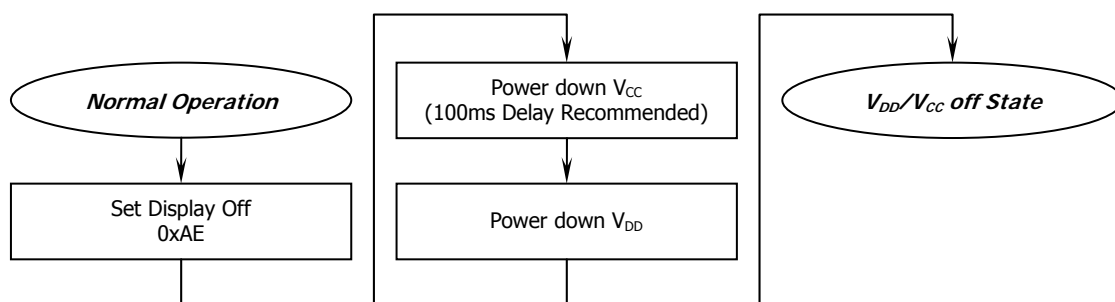 Normal Operation
Set Display Off
0xAE
Power down VCC
(100ms Delay Recommended)
Power down VDD
VDD/VCC off State